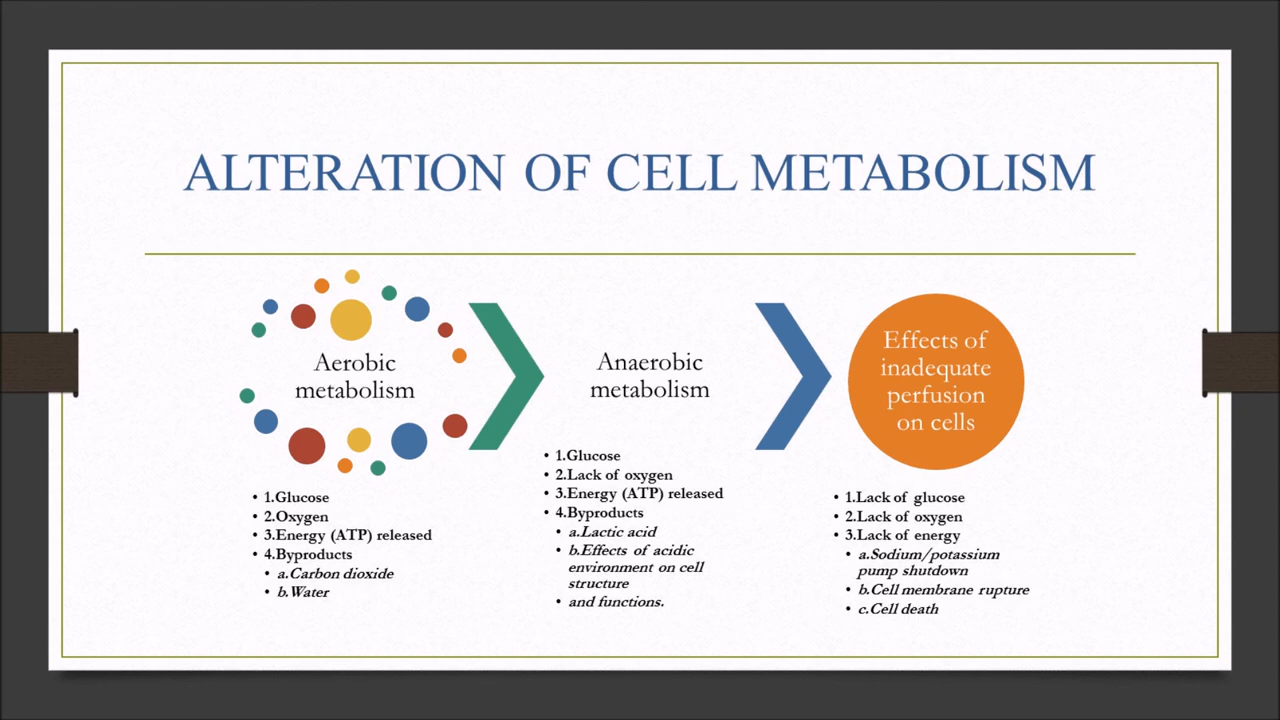 ALTERATION OF CELL METABOLISM
Aerobic
metabolism
• 1.Glucose
• 2.Oxygen
• 3.Energy (ATP) released
• 4.Byproducts
• a.Carbon dioxide
• b.Water
Anaerobic
metabolism
• 1.Glucose
• 2.Lack of oxygen
• 3.Energy (ATP) released
• 4.Byproducts
• a.Lactic acid
• b.Effects of acidic
environment on cell
structure
• and functions.
Effects of
inadequate
perfusion
on cells
• 1.Lack of glucose
• 2.Lack of oxygen
• 3.Lack of energy
• a.Sodium/potassium
pump shutdown
• b.Cell membrane rupture
• c.Cell death